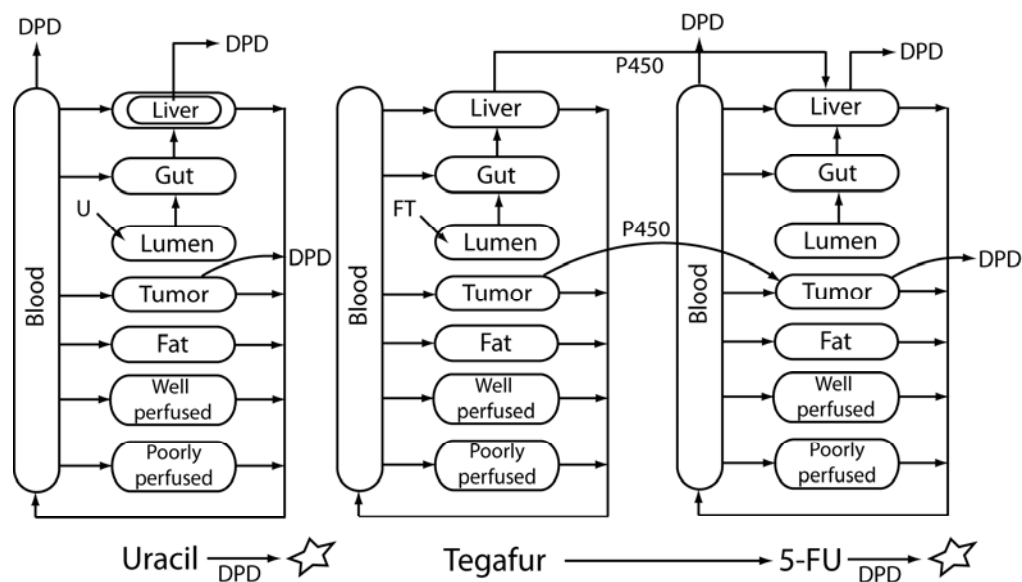 DPD
DPD
Blood
Liver
Gut
U
Lumen
DPD
Tumor
Fat
Well
perfused
Poorly
perfused
P450
Blood
Liver
Gut
FT
Lumen
P450
Tumor
Fat
Well
perfused
Poorly
perfused
DPD
DPD
Blood
Liver
Gut
Lumen
DPD
Tumor
Fat
Well
perfused
Poorly
perfused
Uracil
DPD
Tegafur
5-FU
DPD